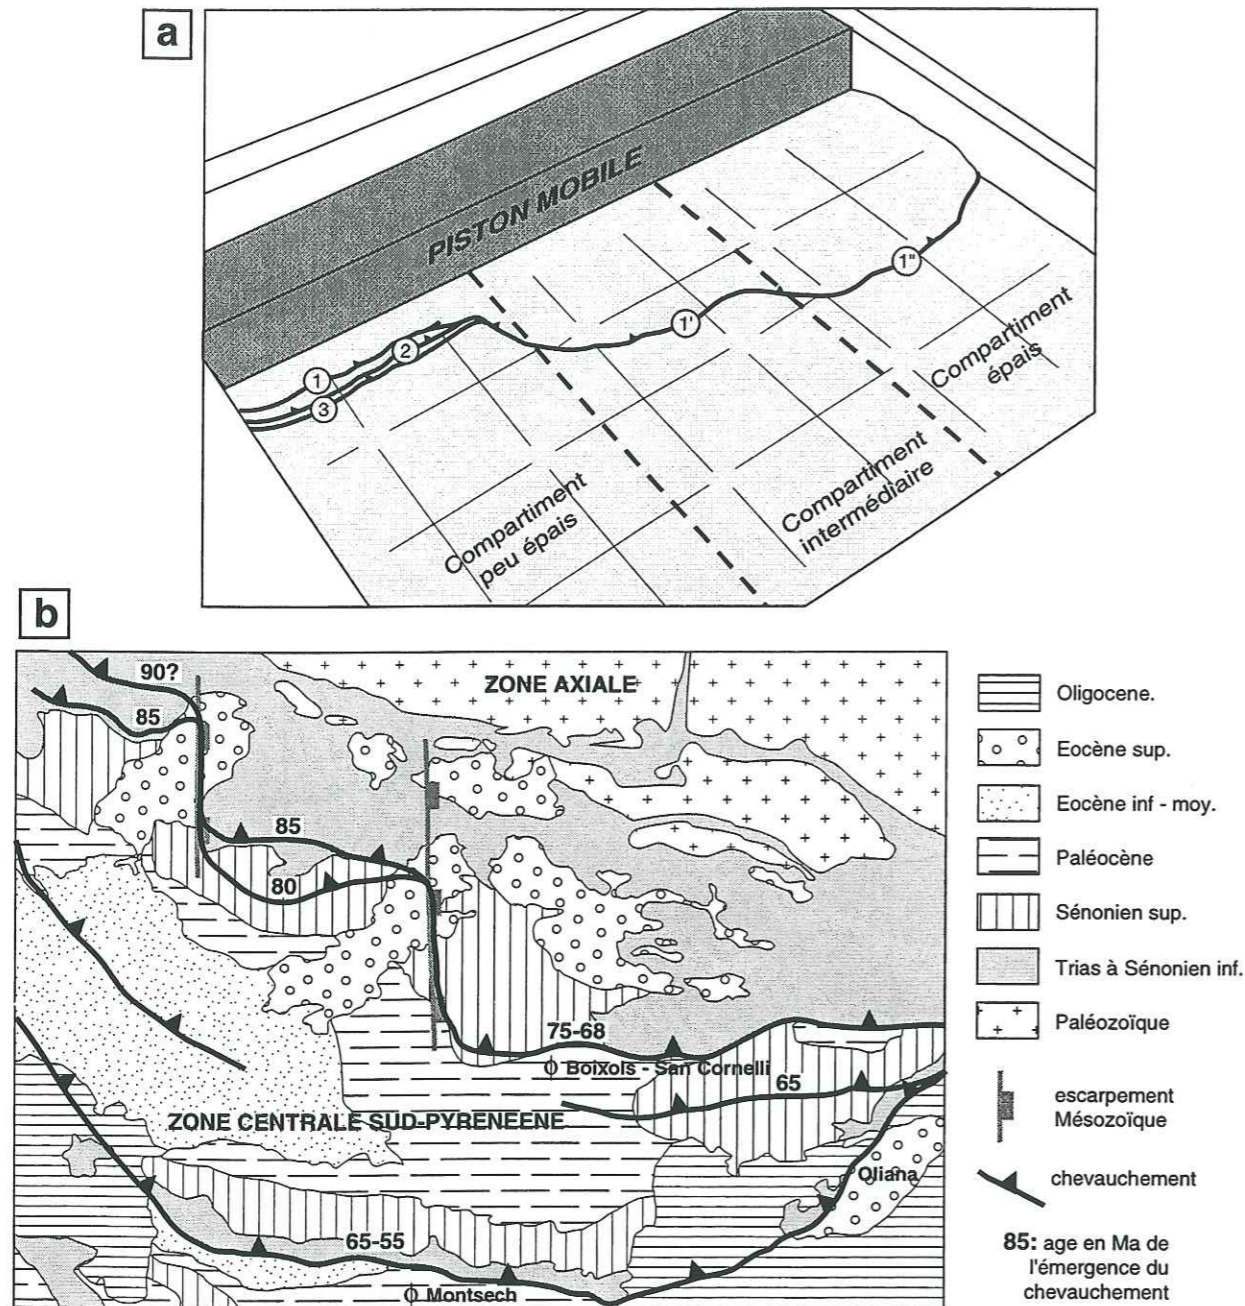 a
PISTON MOBILE
1
2
3
1'
1"
Compartiment
peu épais
Compartiment
intermédiaire
Compartiment
épais
b
90?
85
ZONE AXIALE
85
80
75-68
Boixols - San Cornelli
65
ZONE CENTRALE SUD-PYRENEENE
Oliana
65-55
Montsech
Oligocene.
Eocène sup.
Eocène inf - moy.
Paléocène
Sénonien sup.
Trias à Sénonien inf.
Paléozoïque
escarpement
Mésozoïque
chevauchement
85: age en Ma de
l'émergence du
chevauchement